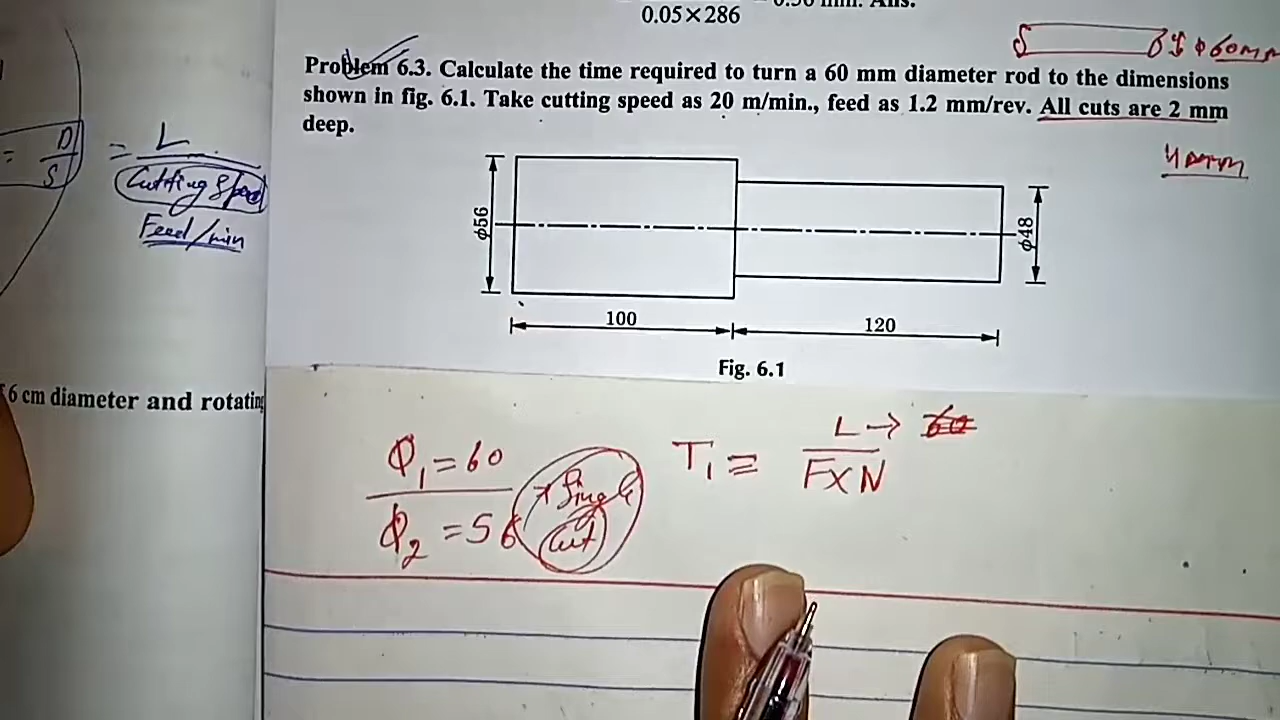 0.05×286
Ans.
ϕ 60mm
Problem 6.3. Calculate the time required to turn a 60 mm diameter rod to the dimensions
shown in fig. 6.1. Take cutting speed as 20 m/min., feed as 1.2 mm/rev. All cuts are 2 mm
deep.
4mm
= D/S = L
Cutting Speed
Feed/min
ϕ56
ϕ48
100
120
Fig. 6.1
6 cm diameter and rotating
ϕ1 = 60
ϕ2 = 56 → Single
Cut
T1 = L → 60
F×N